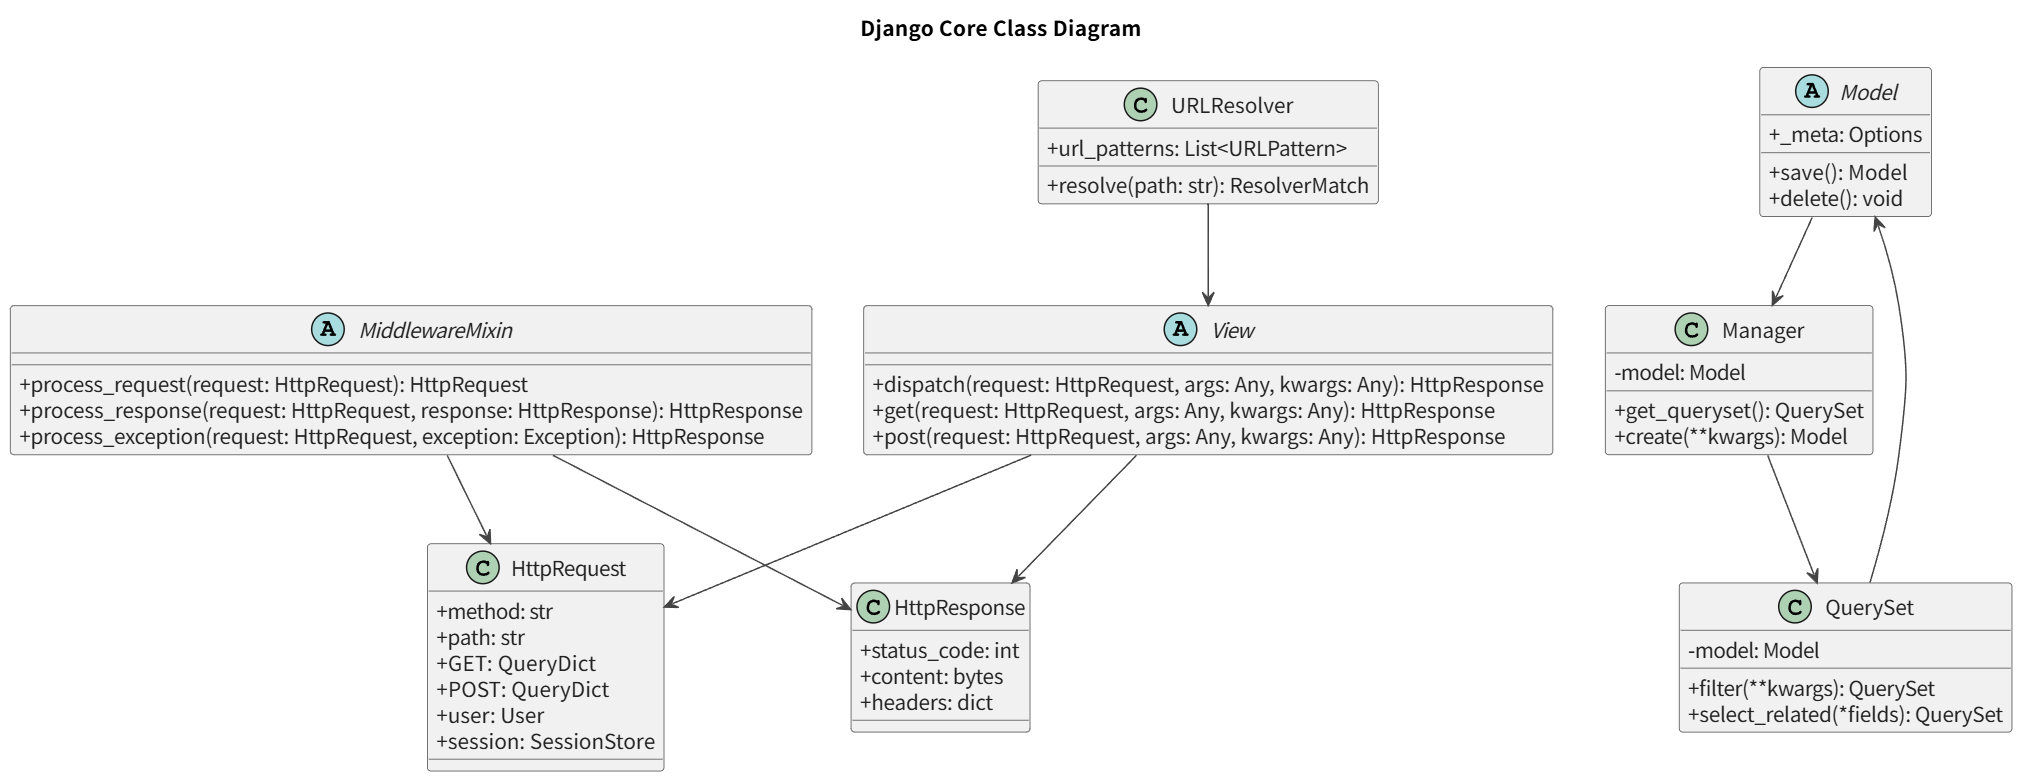 Django Core Class Diagram
C URLResolver
+url_patterns: List<URLPattern>
+resolve(path: str): ResolverMatch
A Model
+_meta: Options
+save(): Model
+delete(): void
A MiddlewareMixin
+process_request(request: HttpRequest): HttpRequest
+process_response(request: HttpRequest, response: HttpResponse): HttpResponse
+process_exception(request: HttpRequest, exception: Exception): HttpResponse
A View
+dispatch(request: HttpRequest, args: Any, kwargs: Any): HttpResponse
+get(request: HttpRequest, args: Any, kwargs: Any): HttpResponse
+post(request: HttpRequest, args: Any, kwargs: Any): HttpResponse
C Manager
-model: Model
+get_queryset(): QuerySet
+create(**kwargs): Model
C HttpRequest
+method: str
+path: str
+GET: QueryDict
+POST: QueryDict
+user: User
+session: SessionStore
C HttpResponse
+status_code: int
+content: bytes
+headers: dict
C QuerySet
-model: Model
+filter(**kwargs): QuerySet
+select_related(*fields): QuerySet